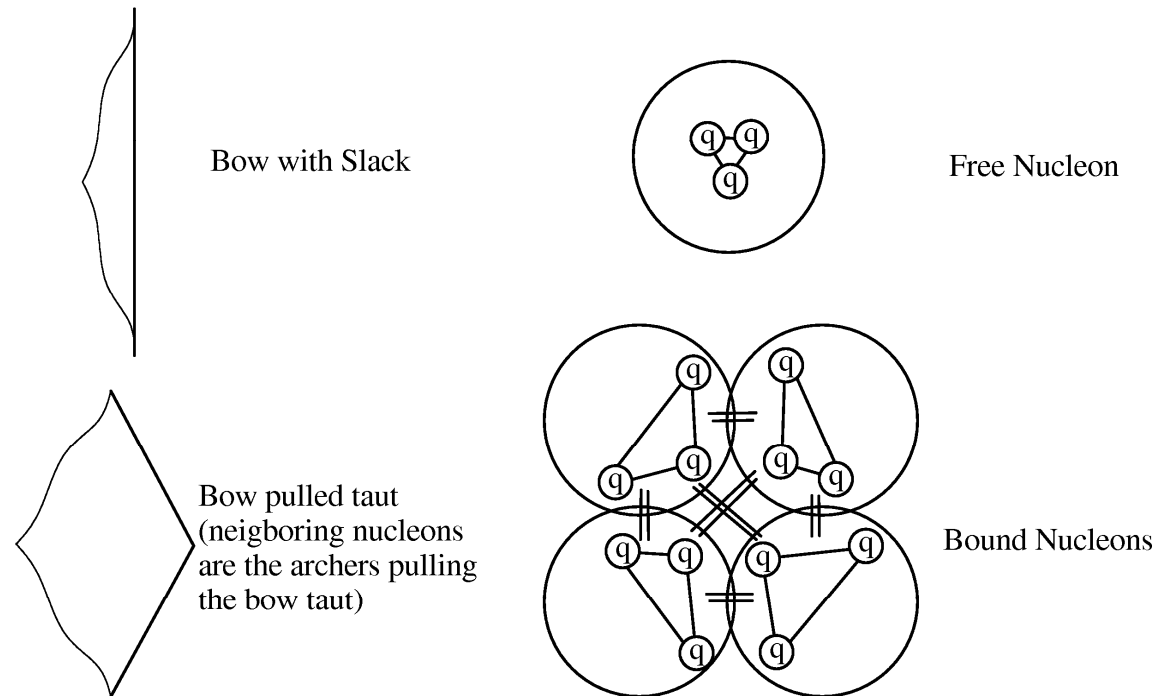 Bow with Slack
q q
q
Free Nucleon
q
q
q
q
q
q
Bow pulled taut
(neigboring nucleons
are the archers pulling
the bow taut)
q
q
q
q
q
q
Bound Nucleons